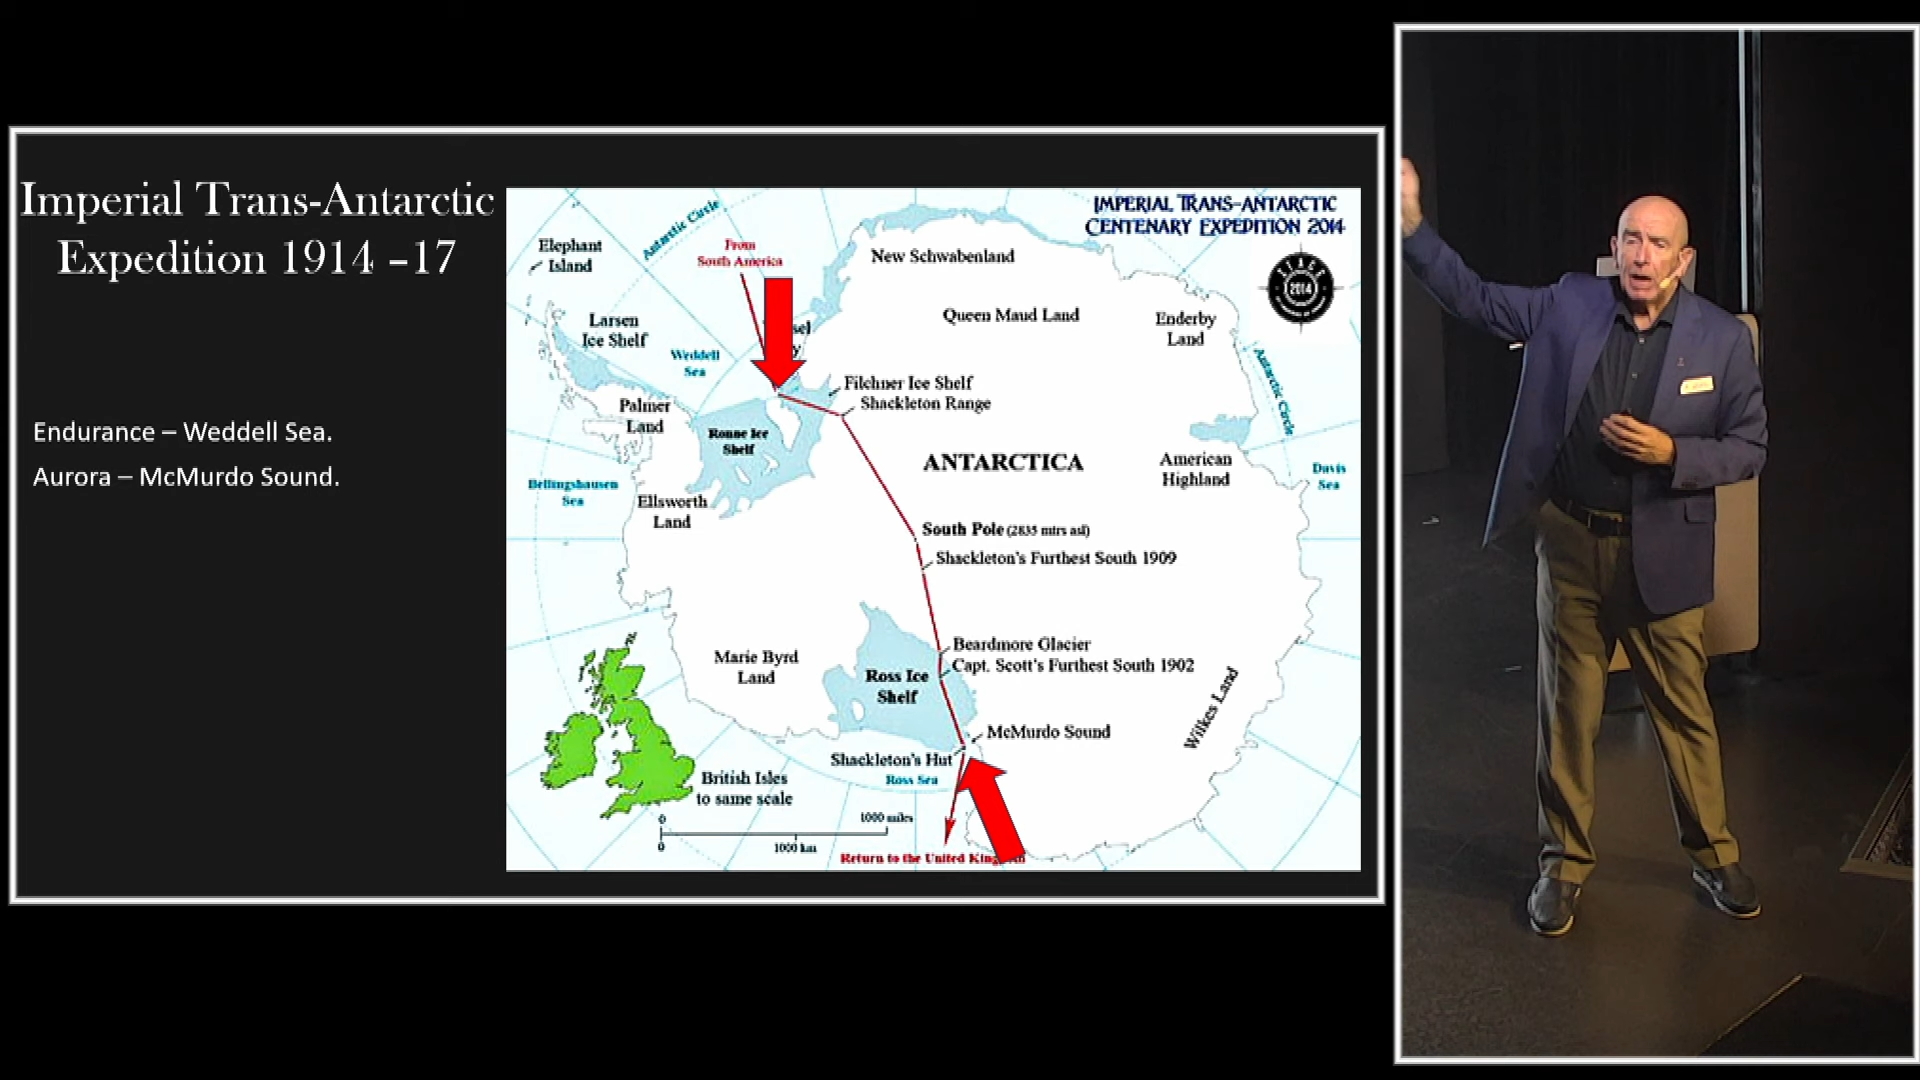 Imperial Trans-Antarctic
Expedition 1914 –17
Endurance – Weddell Sea.
Aurora – McMurdo Sound.
IMPERIAL TRANS-ANTARCTIC
CENTENARY EXPEDITION 2014
2014
Elephant
Island
Antarctic Circle
From
South America
New Schwabenland
Queen Maud Land
Enderby
Land
Larsen
Ice Shelf
Weddell
Sea
Antarctic Circle
Filchner Ice Shelf
Shackleton Range
Palmer
Land
Ronne Ice
Shelf
ANTARCTICA
American
Highland
Davis
Sea
Bellingshausen
Sea
Ellsworth
Land
South Pole (2835 mtrs asl)
Shackleton's Furthest South 1909
Beardmore Glacier
Capt. Scott's Furthest South 1902
Marie Byrd
Land
Ross Ice
Shelf
Wilkes Land
McMurdo Sound
Shackleton's Hut
Ross Sea
British Isles
to same scale
0
1000 miles
0
1000 km
Return to the United